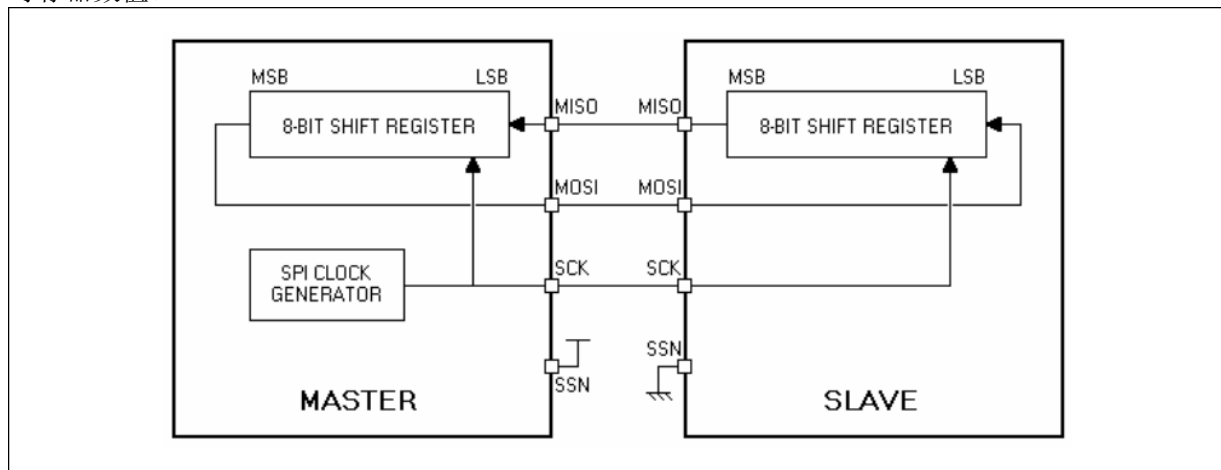 MSB LSB
8-BIT SHIFT REGISTER
MISO
MOSI
SPI CLOCK
GENERATOR
SCK
SSN
MASTER
MSB LSB
MISO
8-BIT SHIFT REGISTER
MOSI
SCK
SSN
SLAVE